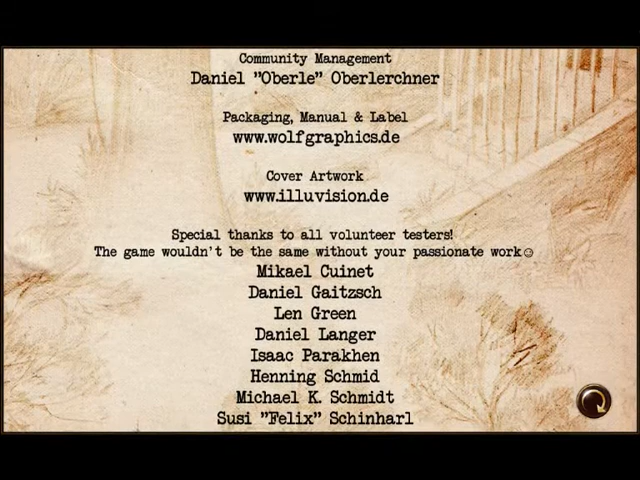 Community Management
Daniel "Oberle" Oberlerchner
Packaging, Manual & Label
www.wolfgraphics.de
Cover Artwork
www.illuvision.de
Special thanks to all volunteer testers!
The game wouldn't be the same without your passionate work☺
Mikael Cuinet
Daniel Gaitzsch
Len Green
Daniel Langer
Isaac Parakhen
Henning Schmid
Michael K. Schmidt
Susi "Felix" Schinharl